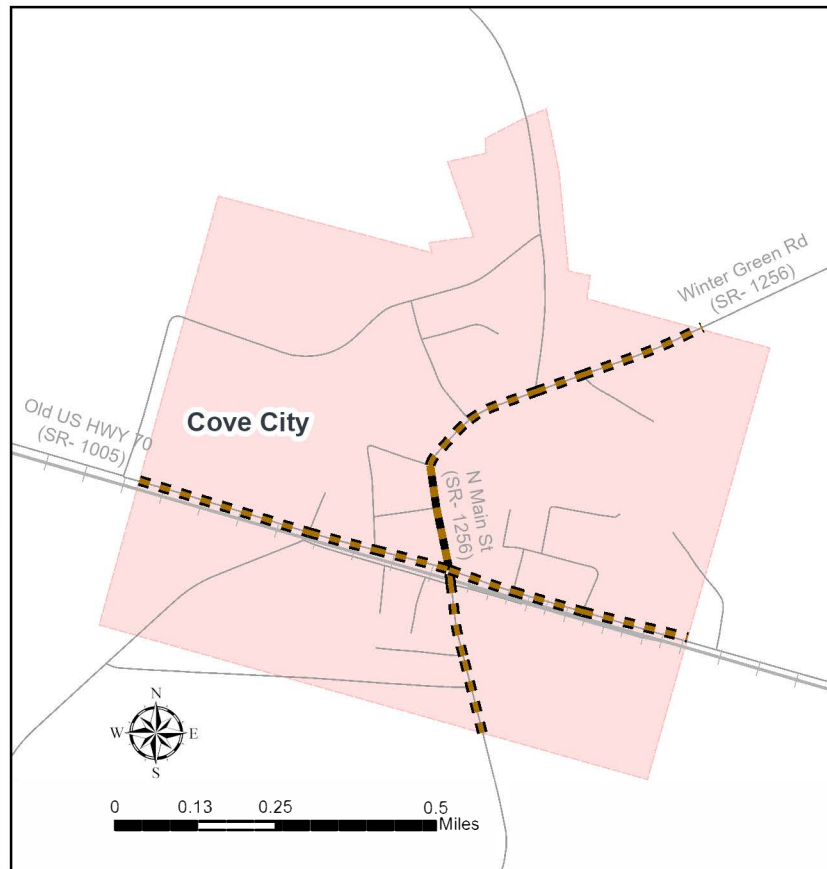 Winter Green Rd
(SR- 1256)
Cove City
Old US HWY 70
(SR- 1005)
N Main St
(SR- 1256)
N
W E
S
0 0.13 0.25 0.5
Miles